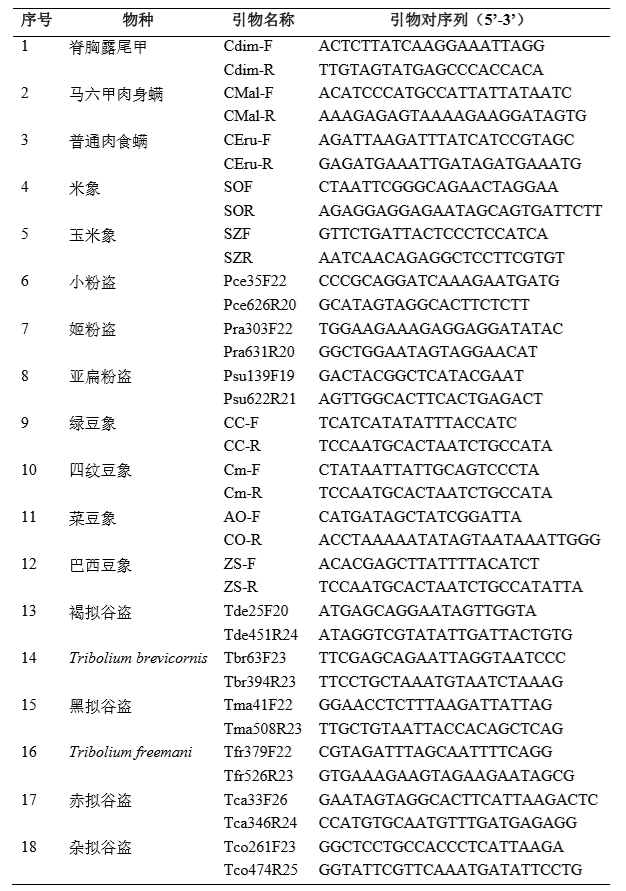 序号 物种 引物名称 引物对序列（5’-3’）
1 脊胸露尾甲 Cdim-F ACTCTTATCAAGGAAATTAGG
Cdim-R TTGTAGTATGAGCCCACCACA
2 马六甲肉身螨 CMal-F ACATCCCATGCCATTATTATAATC
CMal-R AAAGAGAGTAAAAGAAGGATAGTG
3 普通肉食螨 CEru-F AGATTAAGATTTATCATCCGTAGC
CEru-R GAGATGAAATTGATAGATGAAATG
4 米象 SOF CTAATTCGGGCAGAACTAGGAA
SOR AGAGGAGGAGAATAGCAGTGATTCTT
5 玉米象 SZF GTTCTGATTACTCCCTCCATCA
SZR AATCAACAGAGGCTCCTTCGTGT
6 小粉盗 Pce35F22 CCCGCAGGATCAAAGAATGATG
Pce626R20 GCATAGTAGGCACTTCTCTT
7 姬粉盗 Pra303F22 TGGAAGAAAGAGGAGGATATAC
Pra631R20 GGCTGGAATAGTAGGAACAT
8 亚扁粉盗 Psu139F19 GACTACGGCTCATACGAAT
Psu622R21 AGTTGGCACTTCACTGAGACT
9 绿豆象 CC-F TCATCATATATTTACCATC
CC-R TCCAATGCACTAATCTGCCATA
10 四纹豆象 Cm-F CTATAATTATTGCAGTCCCTA
Cm-R TCCAATGCACTAATCTGCCATA
11 菜豆象 AO-F CATGATAGCTATCGGATTA
CO-R ACCTAAAAATATAGTAATAAATTGGG
12 巴西豆象 ZS-F ACACGAGCTTATTTTACATCT
ZS-R TCCAATGCACTAATCTGCCATATTA
13 褐拟谷盗 Tde25F20 ATGAGCAGGAATAGTTGGTA
Tde451R24 ATAGGTCGTATATTGATTACTGTG
14 Tribolium brevicornis Tbr63F23 TTCGAGCAGAATTAGGTAATCCC
Tbr394R23 TTCCTGCTAAATGTAATCTAAAG
15 黑拟谷盗 Tma41F22 GGAACCTCTTTAAGATTATTAG
Tma508R23 TTGCTGTAATTACCACAGCTCAG
16 Tribolium freemani Tfr379F22 CGTAGATTTAGCAATTTTCAGG
Tfr526R23 GTGAAAGAAGTAGAAGAATAGCG
17 赤拟谷盗 Tca33F26 GAATAGTAGGCACTTCATTAAGACTC
Tca346R24 CCATGTGCAATGTTTGATGAGAGG
18 杂拟谷盗 Tco261F23 GGCTCCTGCCACCCTCATTAAGA
Tco474R25 GGTATTCGTTCAAATGATATTCCTG